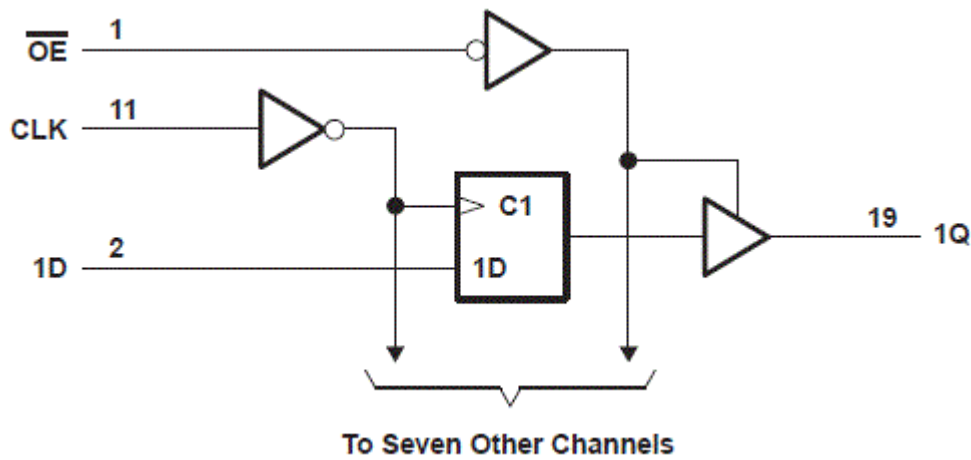 OE 1
CLK 11
C1
1D 2 1D
19 1Q
To Seven Other Channels